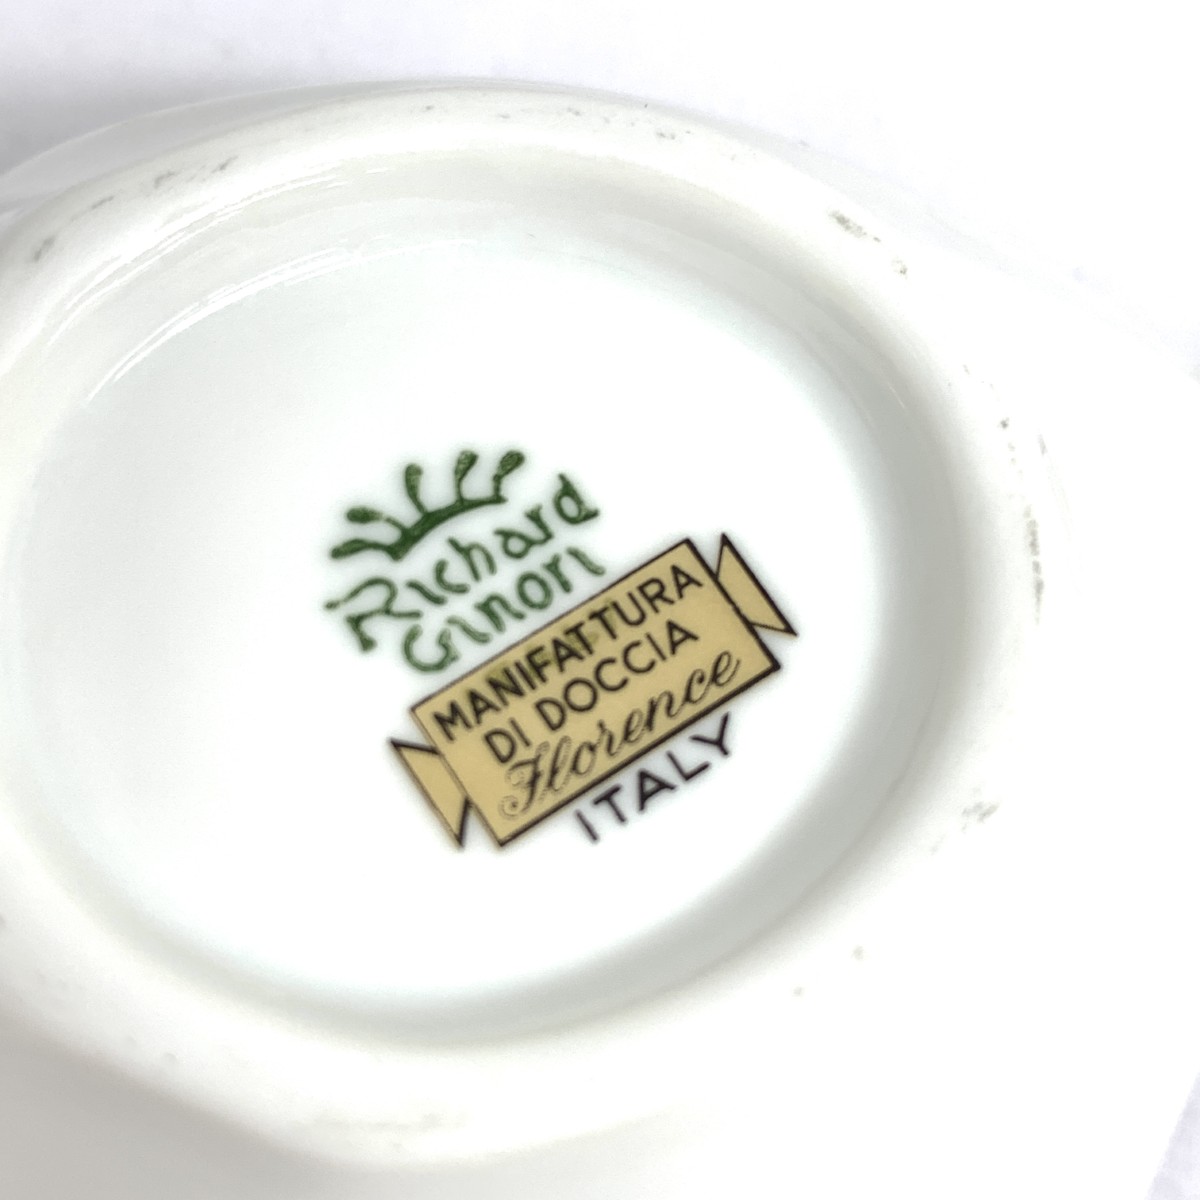 Richard
Ginori
MANIFATTURA
DI DOCCIA
Florence
ITALY